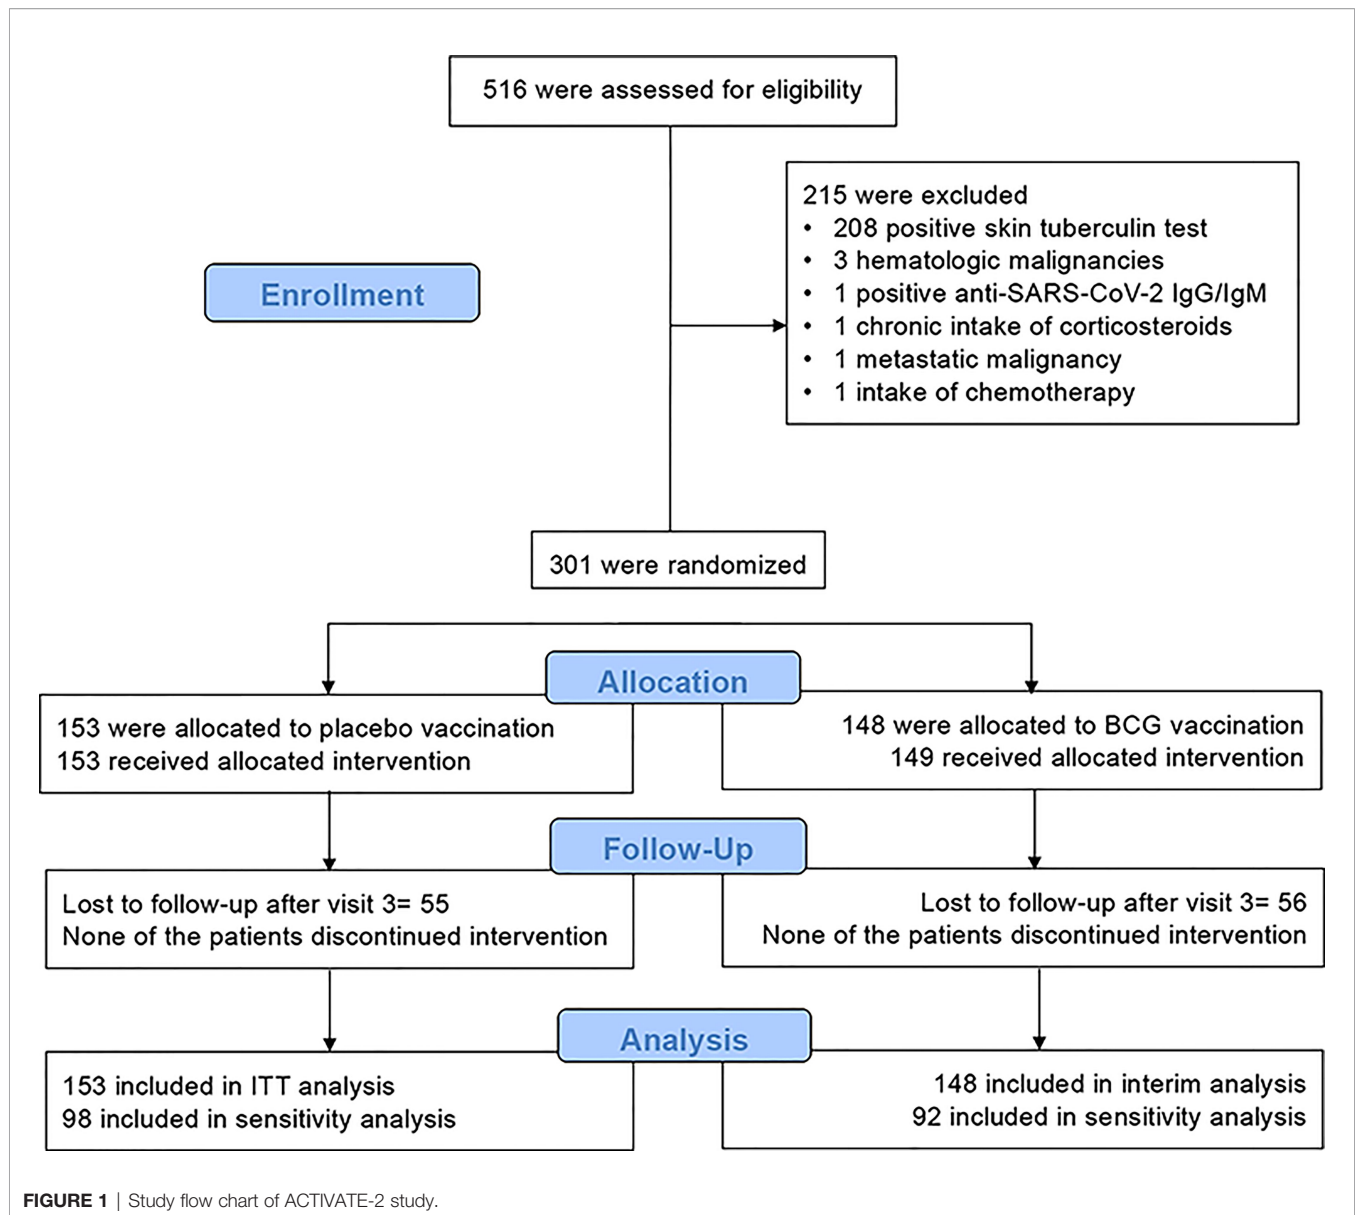 516 were assessed for eligibility
215 were excluded
• 208 positive skin tuberculin test
• 3 hematologic malignancies
• 1 positive anti-SARS-CoV-2 IgG/IgM
• 1 chronic intake of corticosteroids
• 1 metastatic malignancy
• 1 intake of chemotherapy
Enrollment
301 were randomized
Allocation
153 were allocated to placebo vaccination
153 received allocated intervention
148 were allocated to BCG vaccination
149 received allocated intervention
Follow-Up
Lost to follow-up after visit 3= 55
None of the patients discontinued intervention
Lost to follow-up after visit 3= 56
None of the patients discontinued intervention
Analysis
153 included in ITT analysis
98 included in sensitivity analysis
148 included in interim analysis
92 included in sensitivity analysis
FIGURE 1 | Study flow chart of ACTIVATE-2 study.